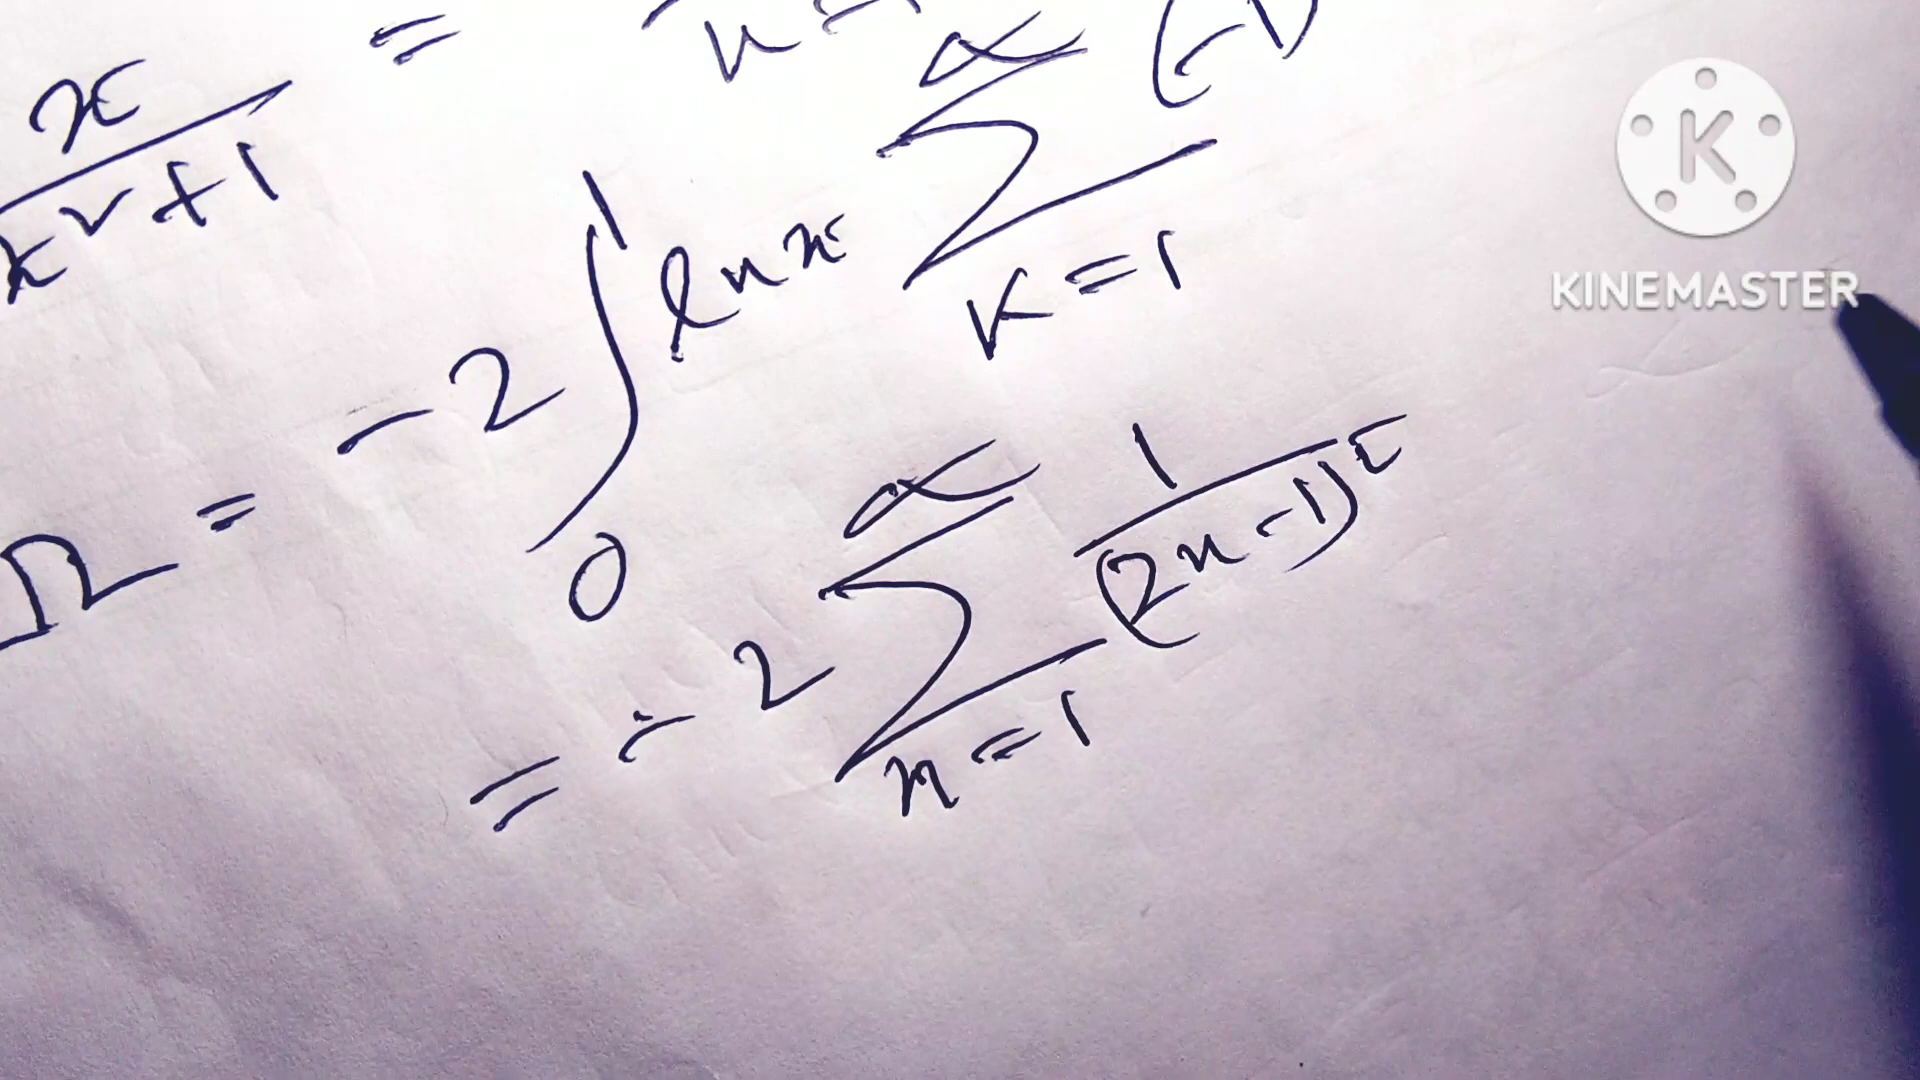 x/(x²+1) =
Ω = -2 ∫₀¹ ln x ∑_{K=1}^{∝} (-1)
= -2 ∑_{n=1}^{∝} 1/(2n-1)²
KINEMASTER